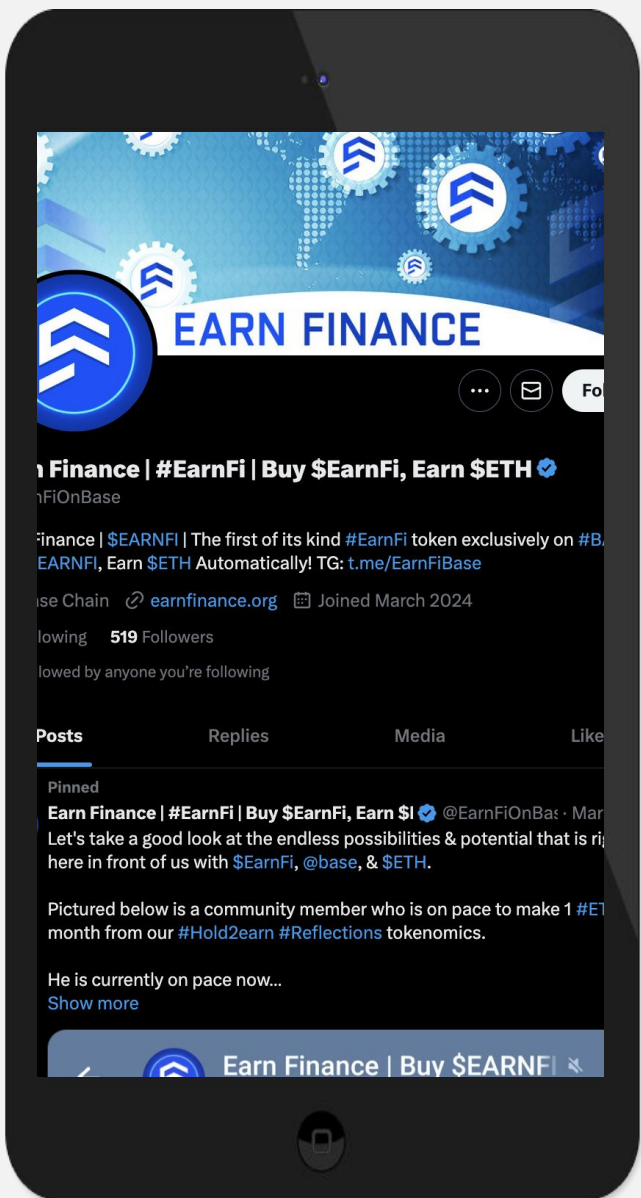 EARN FINANCE
Fol
n Finance | #EarnFi | Buy $EarnFi, Earn $ETH
nFiOnBase
Finance | $EARNFI | The first of its kind #EarnFi token exclusively on #BA
EARNFI, Earn $ETH Automatically! TG: t.me/EarnFiBase
ase Chain earnfinance.org Joined March 2024
lowing 519 Followers
lowed by anyone you're following
Posts Replies Media Like
Pinned
Earn Finance | #EarnFi | Buy $EarnFi, Earn $I @EarnFiOnBas · Mar
Let's take a good look at the endless possibilities & potential that is rig
here in front of us with $EarnFi, @base, & $ETH.
Pictured below is a community member who is on pace to make 1 #ET
month from our #Hold2earn #Reflections tokenomics.
He is currently on pace now...
Show more
Earn Finance | Buy $EARNFI